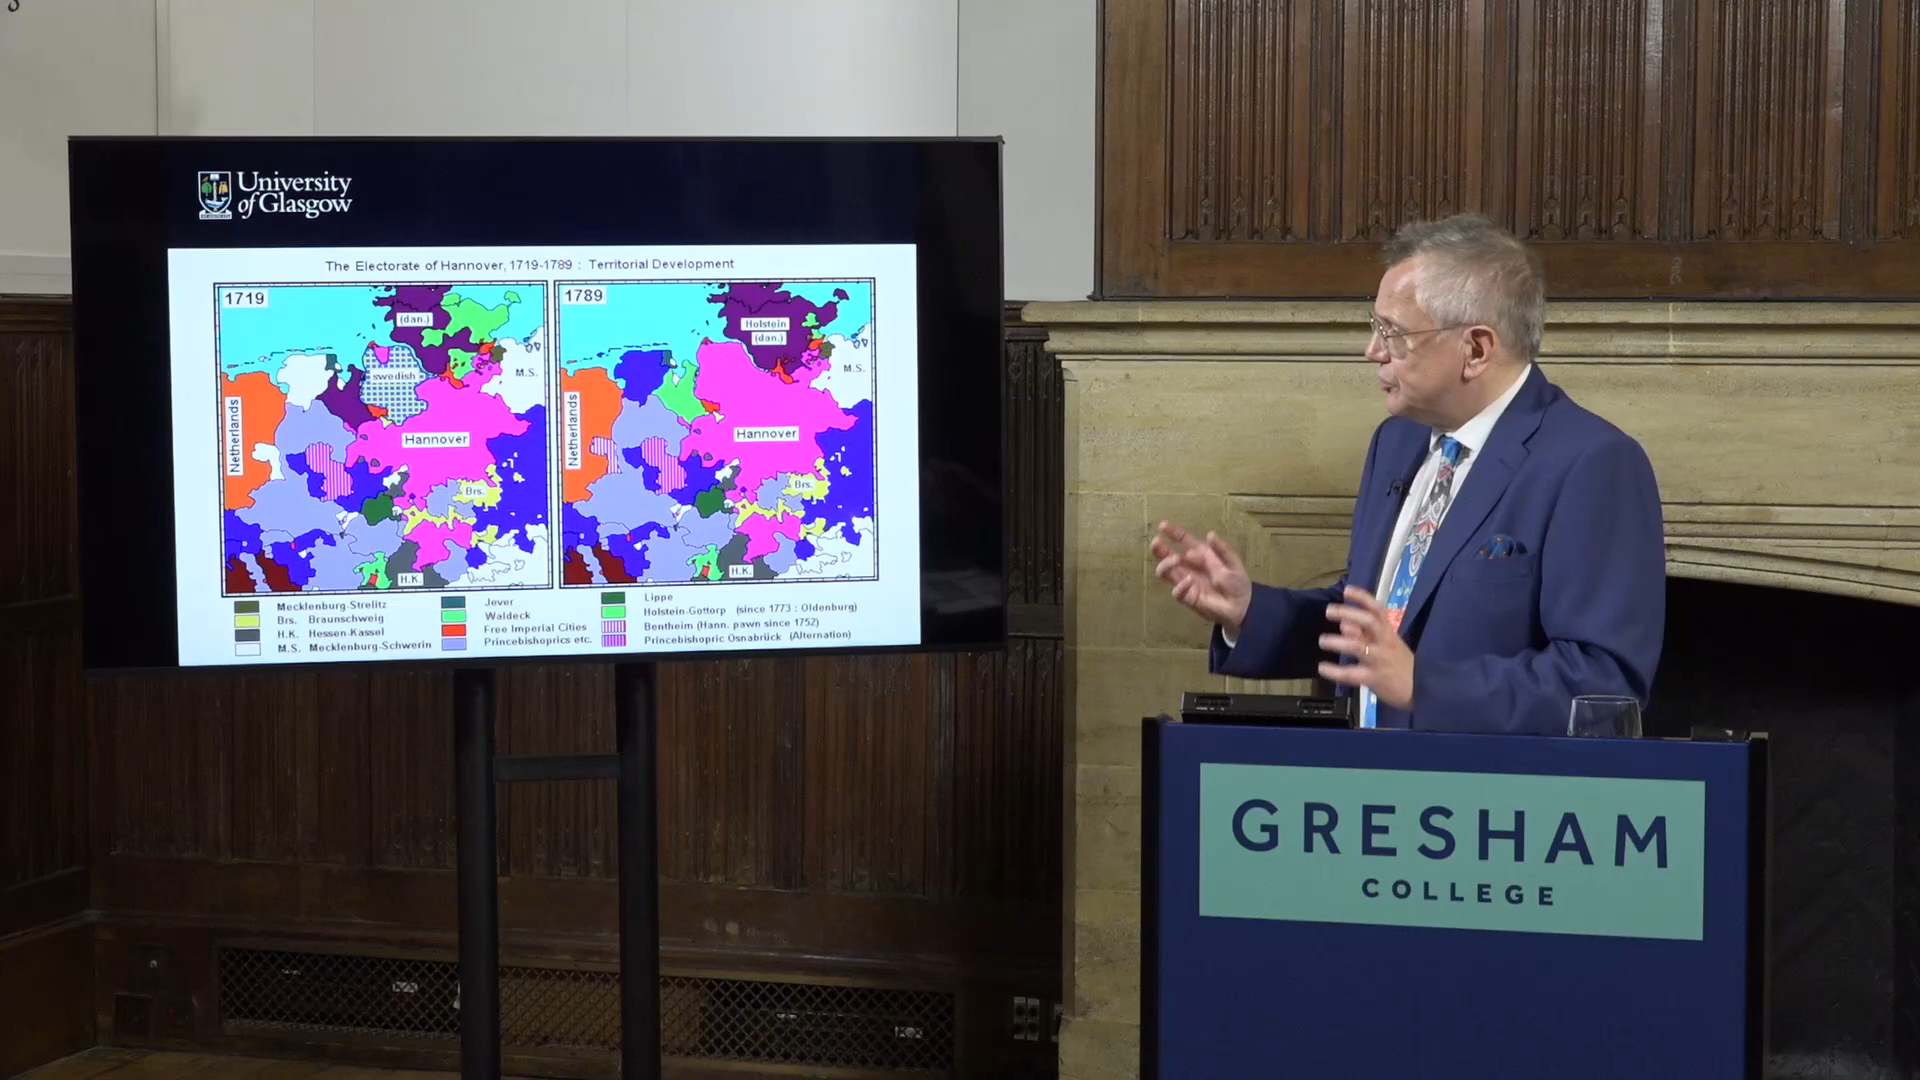 University
of Glasgow
The Electorate of Hannover, 1719-1789 : Territorial Development
1719
(dan.)
swedish
M.S.
Netherlands
Hannover
Brs.
H.K.
1789
Holstein
(dan.)
M.S.
Netherlands
Hannover
Brs.
H.K.
Mecklenburg-Strelitz
Brs. Braunschweig
H.K. Hessen-Kassel
M.S. Mecklenburg-Schwerin
Jever
Waldeck
Free Imperial Cities
Princebishoprics etc.
Lippe
Holstein-Gottorp (since 1773 : Oldenburg)
Bentheim (Hann. pawn since 1752)
Princebishopric Osnabrück (Alternation)
GRESHAM
COLLEGE